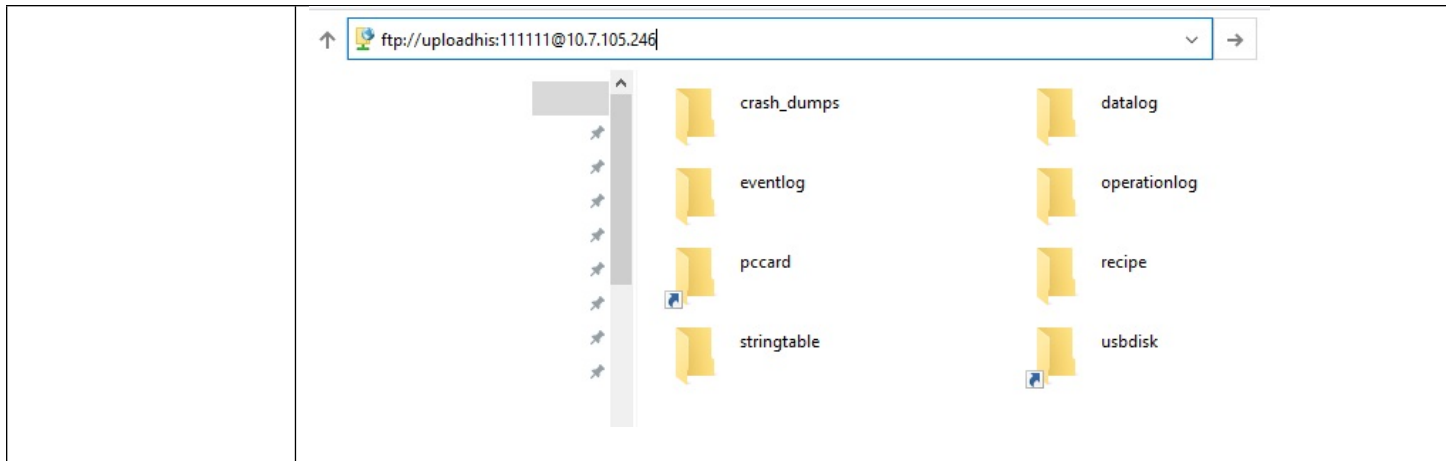 ftp://uploadhis:111111@10.7.105.246
crash_dumps datalog
eventlog operationlog
pccard recipe
stringtable usbdisk